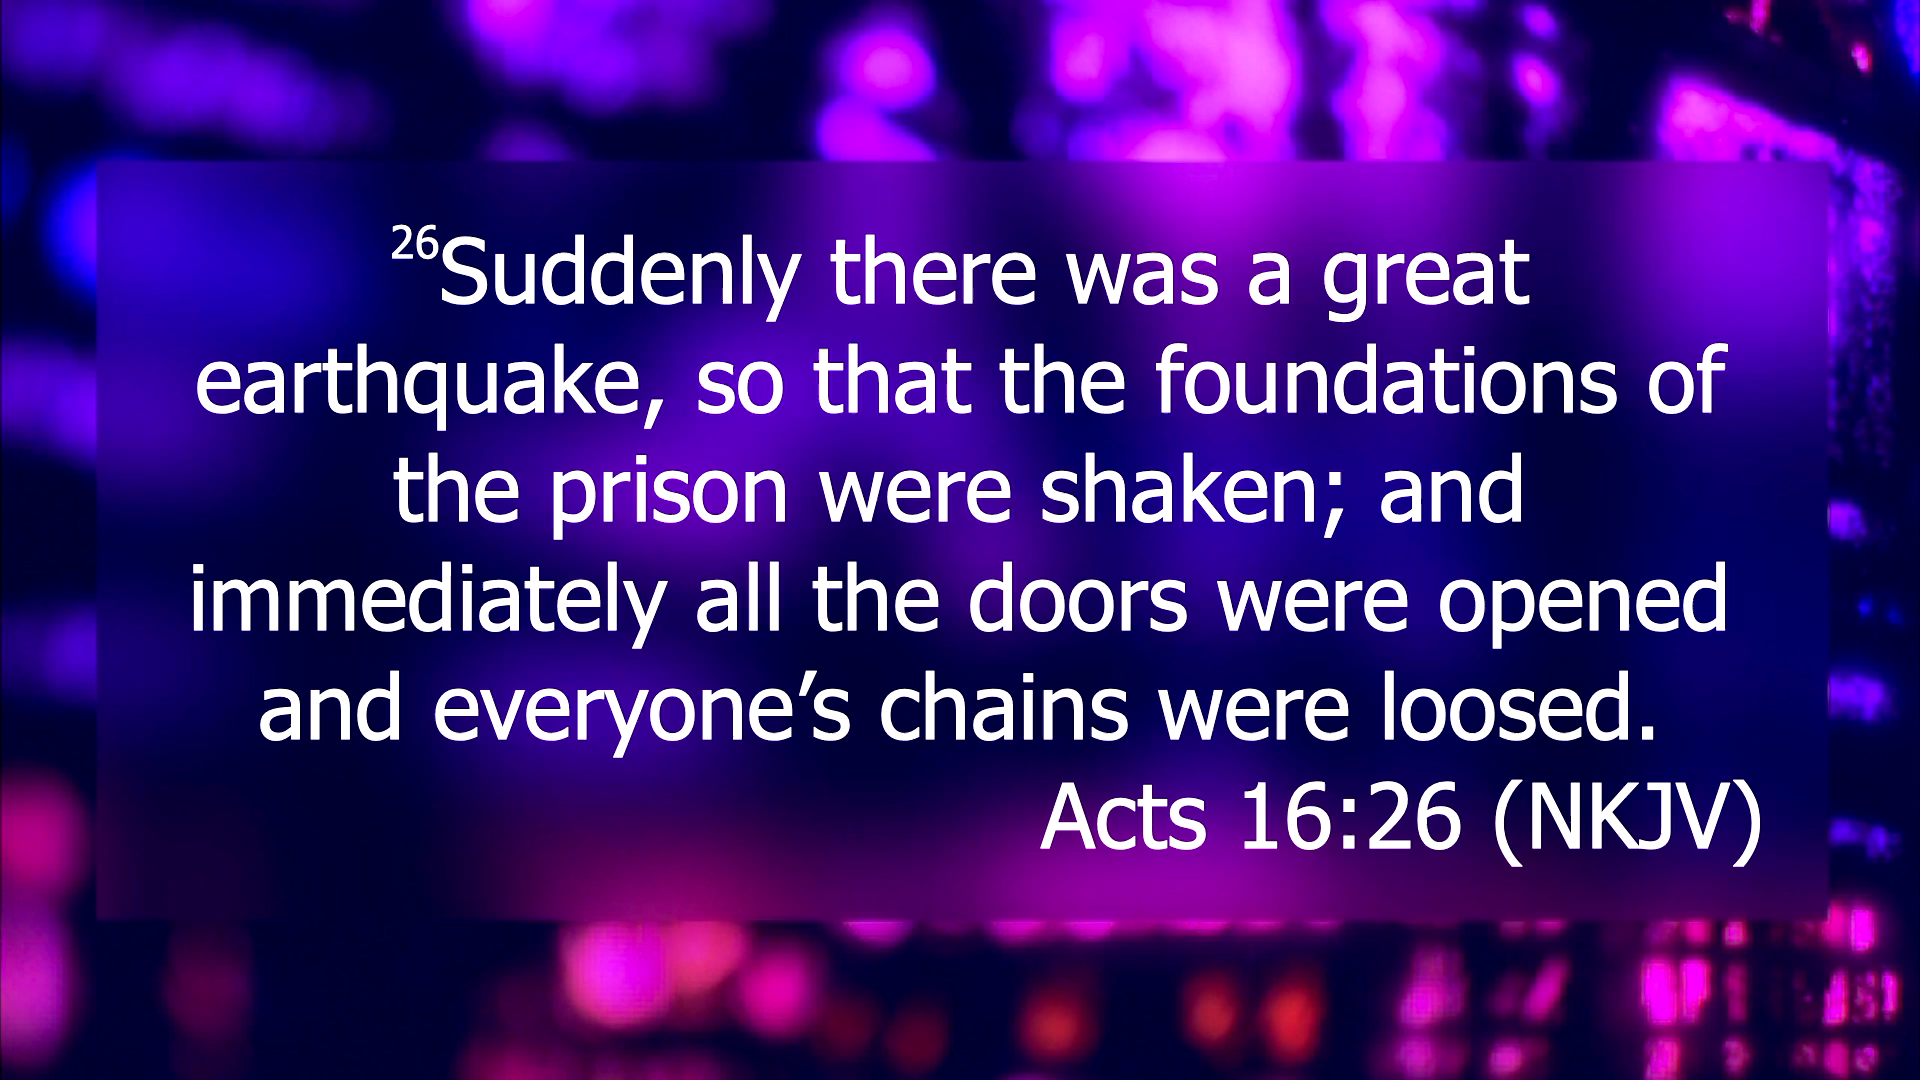 26Suddenly there was a great
earthquake, so that the foundations of
the prison were shaken; and
immediately all the doors were opened
and everyone’s chains were loosed.
Acts 16:26 (NKJV)